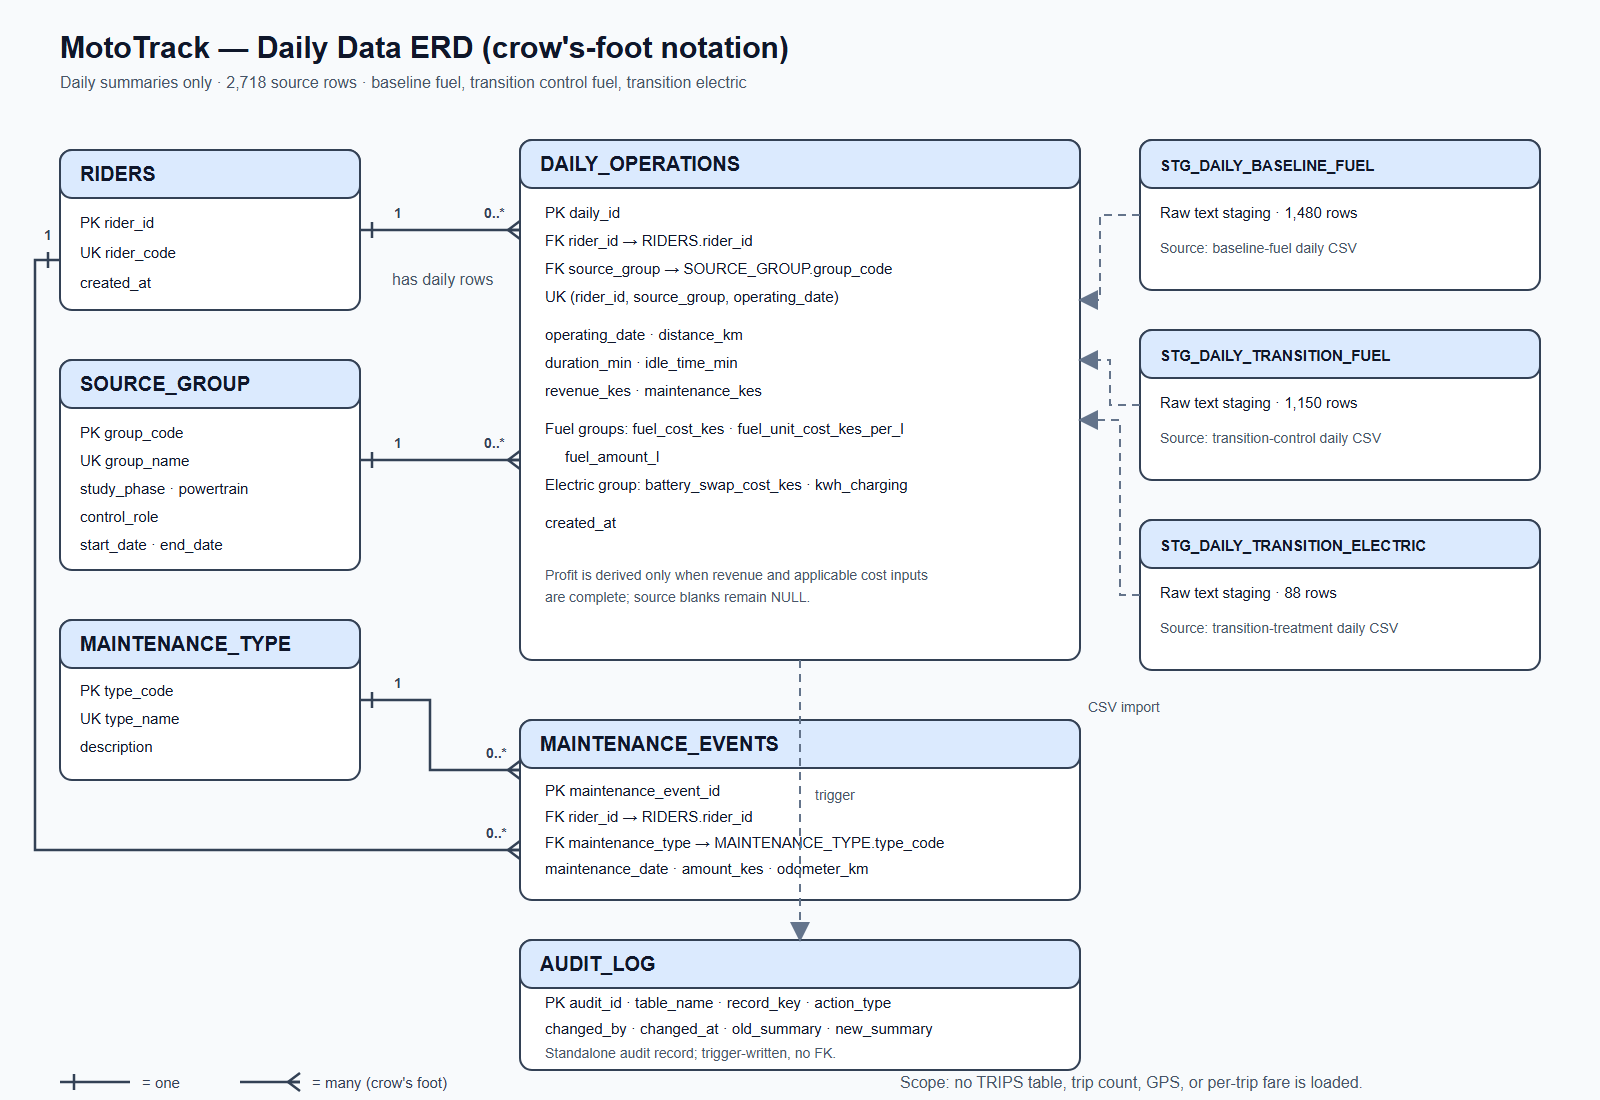 MotoTrack — Daily Data ERD (crow's-foot notation)
Daily summaries only · 2,718 source rows · baseline fuel, transition control fuel, transition electric
RIDERS
PK rider_id
UK rider_code
created_at
1
1
0..*
has daily rows
SOURCE_GROUP
PK group_code
UK group_name
study_phase · powertrain
control_role
start_date · end_date
1
0..*
MAINTENANCE_TYPE
PK type_code
UK type_name
description
1
0..*
0..*
DAILY_OPERATIONS
PK daily_id
FK rider_id → RIDERS.rider_id
FK source_group → SOURCE_GROUP.group_code
UK (rider_id, source_group, operating_date)
operating_date · distance_km
duration_min · idle_time_min
revenue_kes · maintenance_kes
Fuel groups: fuel_cost_kes · fuel_unit_cost_kes_per_l
fuel_amount_l
Electric group: battery_swap_cost_kes · kwh_charging
created_at
Profit is derived only when revenue and applicable cost inputs
are complete; source blanks remain NULL.
MAINTENANCE_EVENTS
PK maintenance_event_id
trigger
FK rider_id → RIDERS.rider_id
FK maintenance_type → MAINTENANCE_TYPE.type_code
maintenance_date · amount_kes · odometer_km
AUDIT_LOG
PK audit_id · table_name · record_key · action_type
changed_by · changed_at · old_summary · new_summary
Standalone audit record; trigger-written, no FK.
STG_DAILY_BASELINE_FUEL
Raw text staging · 1,480 rows
Source: baseline-fuel daily CSV
STG_DAILY_TRANSITION_FUEL
Raw text staging · 1,150 rows
Source: transition-control daily CSV
STG_DAILY_TRANSITION_ELECTRIC
Raw text staging · 88 rows
Source: transition-treatment daily CSV
CSV import
= one
= many (crow's foot)
Scope: no TRIPS table, trip count, GPS, or per-trip fare is loaded.